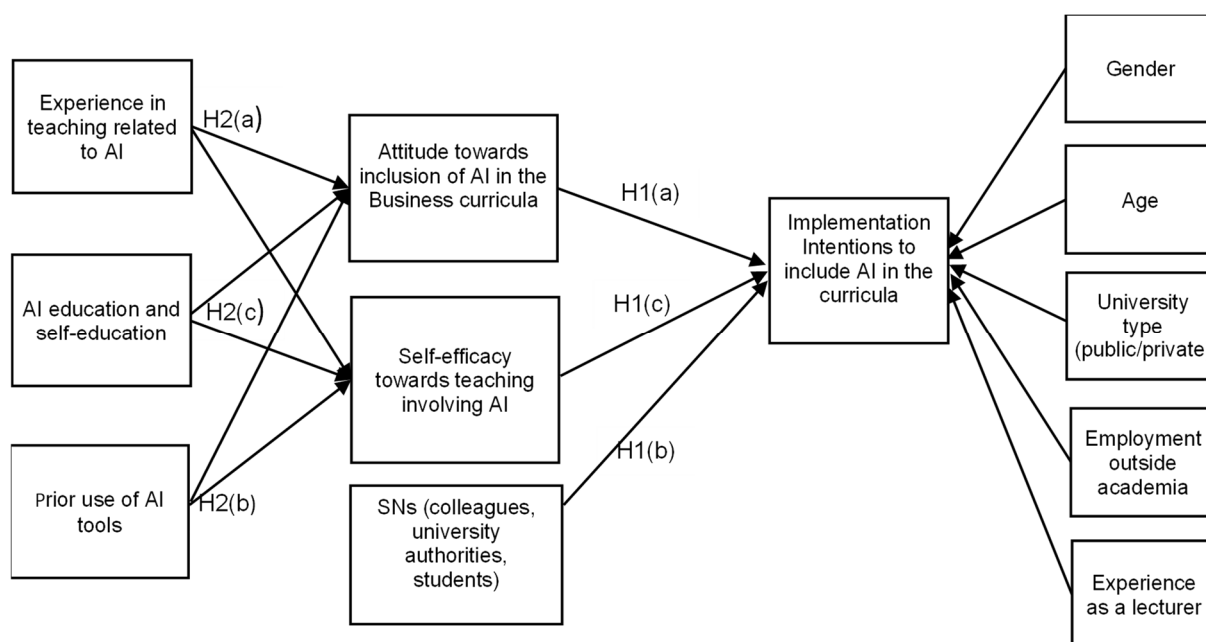 Experience in
teaching related
to AI
H2(a)
AI education and
self-education
H2(c)
Prior use of AI
tools
H2(b)
Attitude towards
inclusion of AI in the
Business curricula
H1(a)
Self-efficacy
towards teaching
involving AI
H1(c)
SNs (colleagues,
university
authorities,
students)
H1(b)
Implementation
Intentions to
include AI in the
curricula
Gender
Age
University
type
(public/private
Employment
outside
academia
Experience
as a lecturer